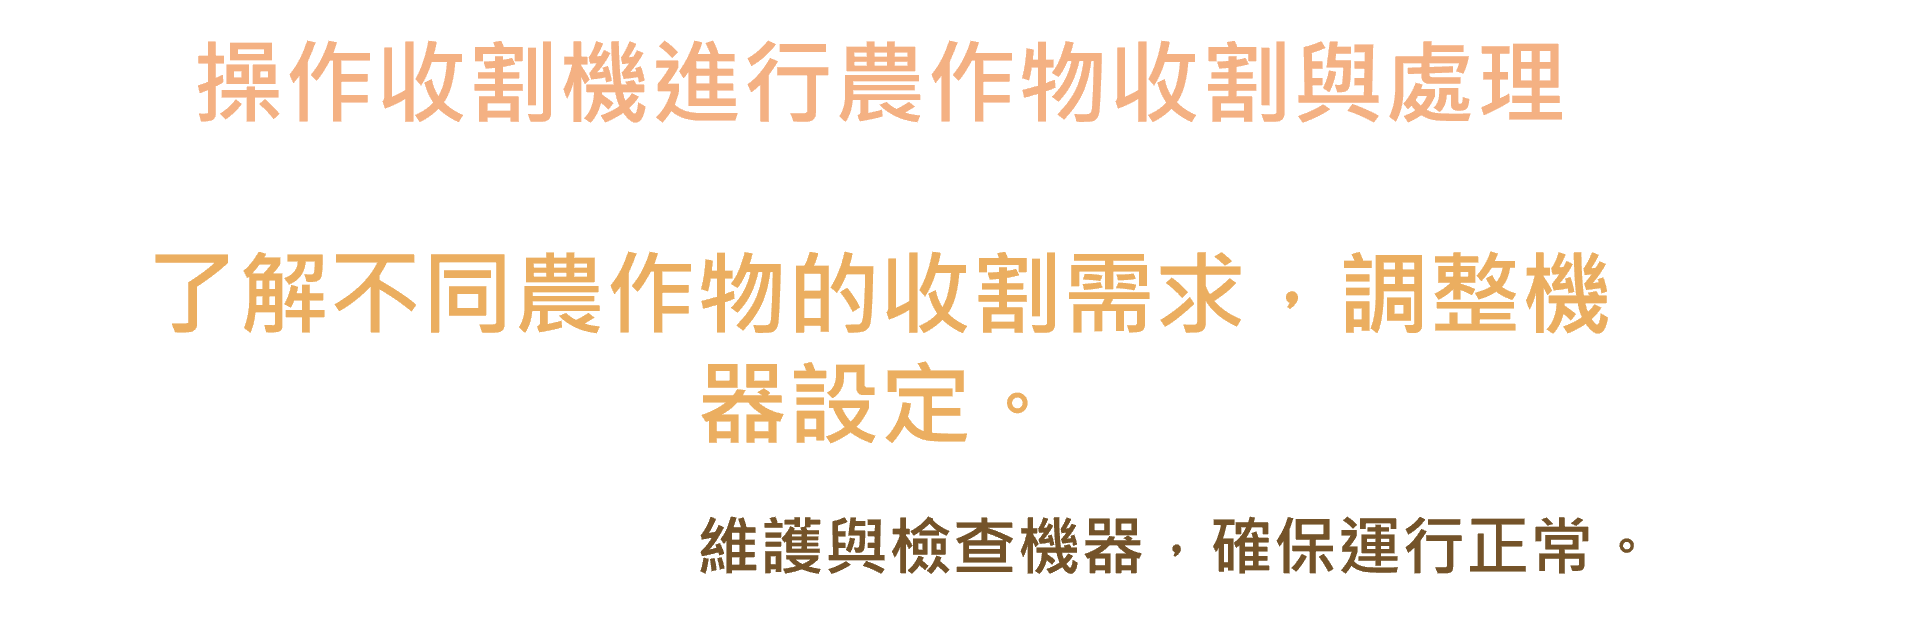 操作收割機進行農作物收割與處理
了解不同農作物的收割需求，調整機
器設定。
維護與檢查機器，確保運行正常。